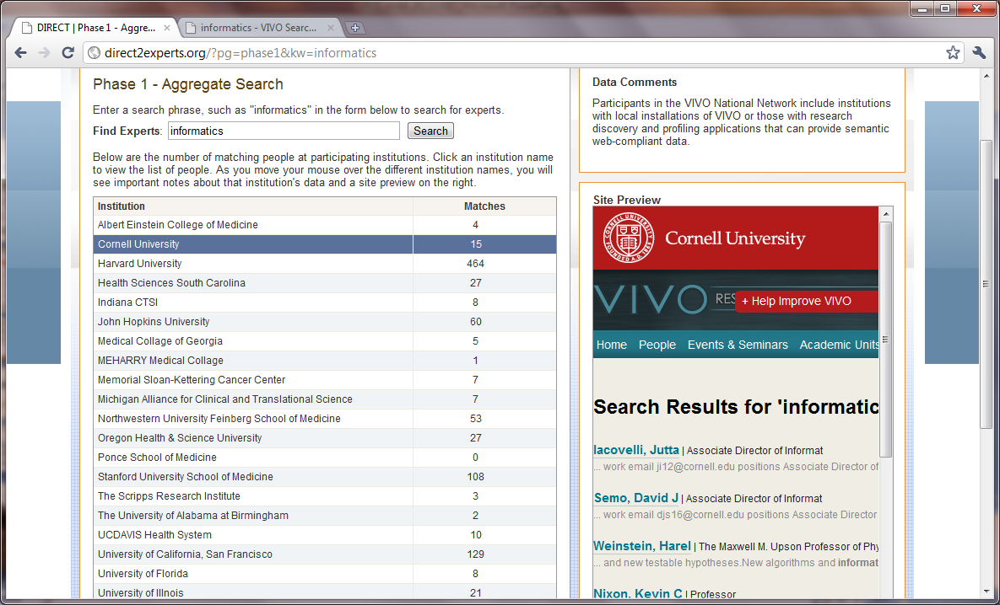 DIRECT | Phase 1 - Aggre...
informatics - VIVO Searc...
direct2experts.org/?pg=phase1&kw=informatics
Phase 1 - Aggregate Search
Enter a search phrase, such as "informatics" in the form below to search for experts.
Find Experts: informatics Search
Below are the number of matching people at participating institutions. Click an institution name
to view the list of people. As you move your mouse over the different institution names, you will
see important notes about that institution's data and a site preview on the right.
Institution Matches
Albert Einstein College of Medicine 4
Cornell University 15
Harvard University 464
Health Sciences South Carolina 27
Indiana CTSI 8
John Hopkins University 60
Medical Collage of Georgia 5
MEHARRY Medical Collage 1
Memorial Sloan-Kettering Cancer Center 7
Michigan Alliance for Clinical and Translational Science 7
Northwestern University Feinberg School of Medicine 53
Oregon Health & Science University 27
Ponce School of Medicine 0
Stanford University School of Medicine 108
The Scripps Research Institute 3
The University of Alabama at Birmingham 2
UCDAVIS Health System 10
University of California, San Francisco 129
University of Florida 8
University of Illnois 21
Data Comments
Participants in the VIVO National Network include institutions
with local installations of VIVO or those with research
discovery and profiling applications that can provide semantic
web-compliant data.
Site Preview
Cornell University
VIVO RES
+ Help Improve VIVO
Home People Events & Seminars Academic Units
Search Results for 'informatic
Iacovelli, Jutta | Associate Director of Informat
... work email ji12@cornell.edu positions Associate Director of
Semo, David J | Associate Director of Informat
... work email djs16@cornell.edu positions Associate Director
Weinstein, Harel | The Maxwell M. Upson Professor of Phy
... and new testable hypotheses.New algorithms and informat
Nixon, Kevin C | Professor